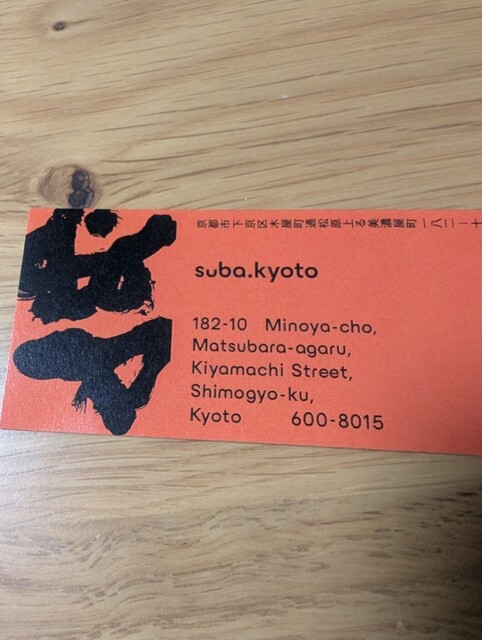 京都市下京区木屋町通松原上る美濃屋町一八二ー十
suba.kyoto
182-10 Minoya-cho,
Matsubara-agaru,
Kiyamachi Street,
Shimogyo-ku,
Kyoto 600-8015
すば